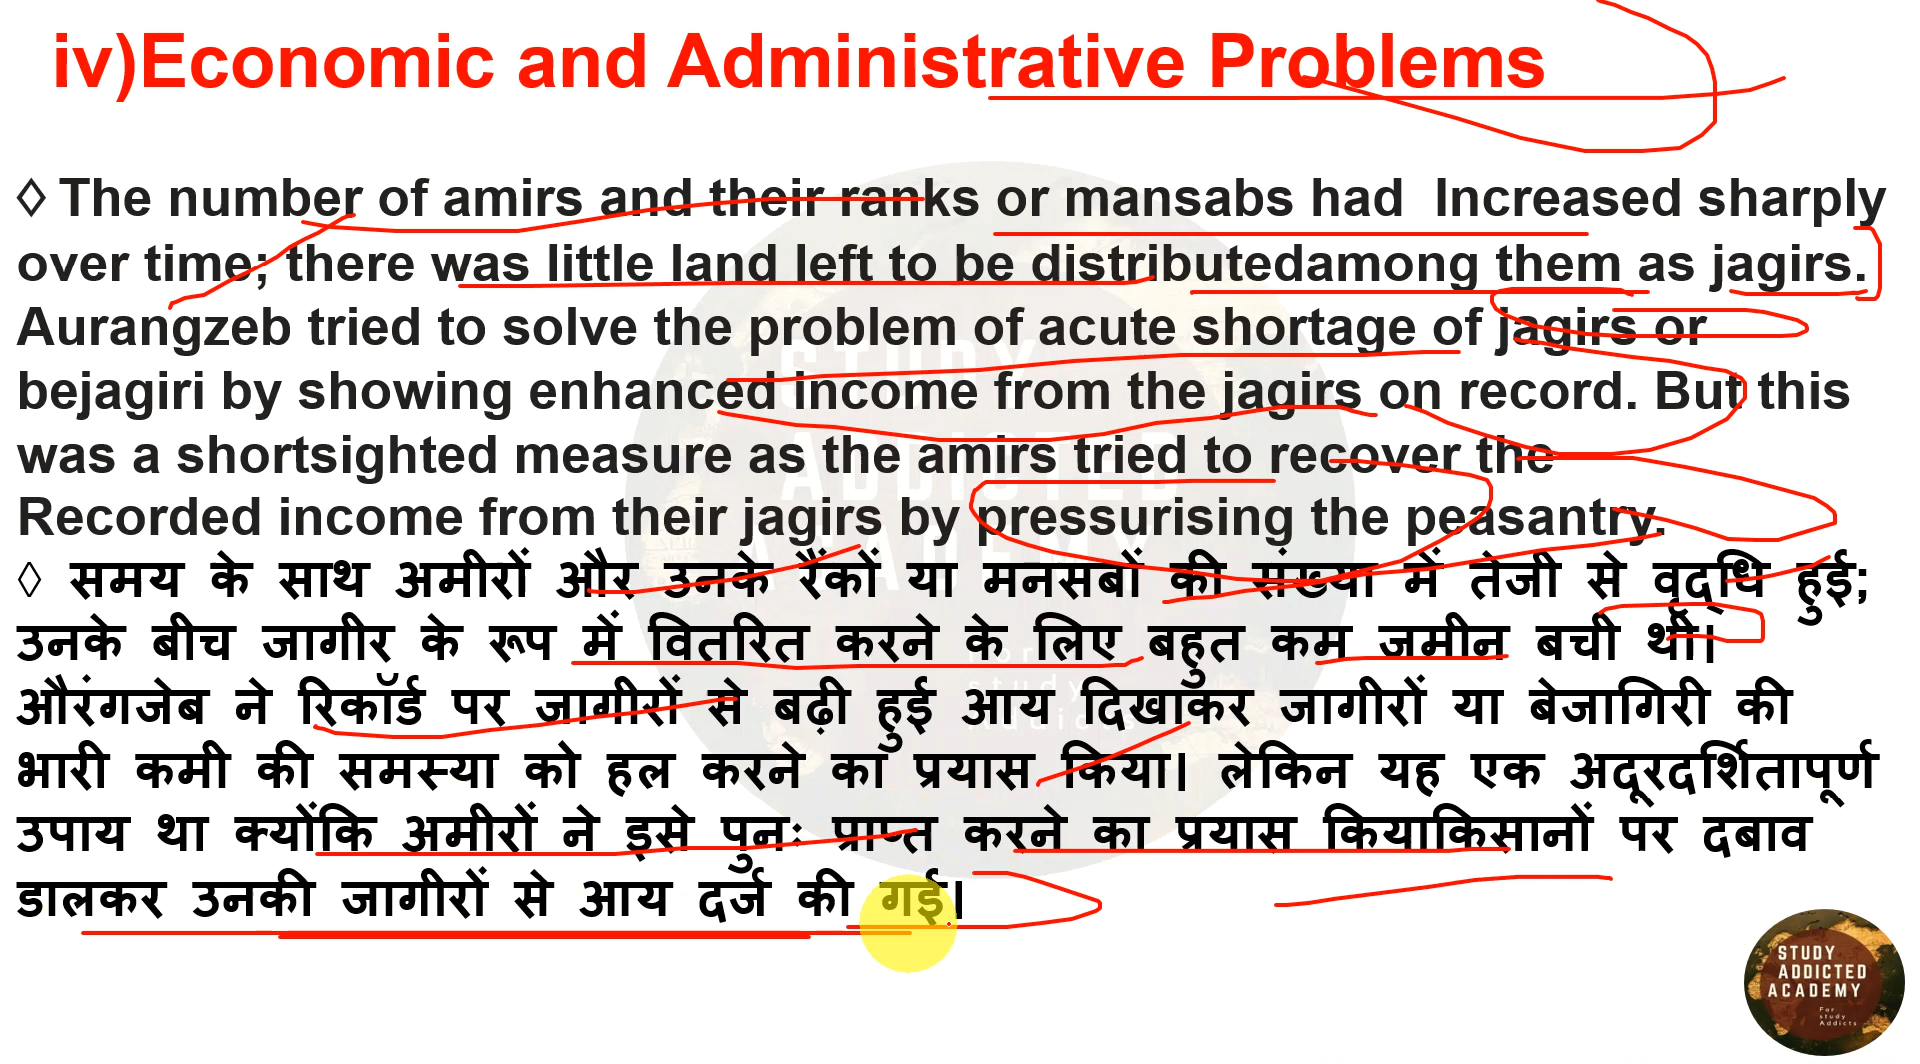 iv)Economic and Administrative Problems
◊ The number of amirs and their ranks or mansabs had Increased sharply
over time; there was little land left to be distributedamong them as jagirs.
Aurangzeb tried to solve the problem of acute shortage of jagirs or
bejagiri by showing enhanced income from the jagirs on record. But this
was a shortsighted measure as the amirs tried to recover the
Recorded income from their jagirs by pressurising the peasantry.
◊ समय के साथ अमीरों और उनके रैंकों या मनसबों की संख्या में तेजी से वृद्धि हुई;
उनके बीच जागीर के रूप में वितरित करने के लिए बहुत कम जमीन बची थी।
औरंगजेब ने रिकॉर्ड पर जागीरों से बढ़ी हुई आय दिखाकर जागीरों या बेजागिरी की
भारी कमी की समस्या को हल करने का प्रयास किया। लेकिन यह एक अदूरदर्शितापूर्ण
उपाय था क्योंकि अमीरों ने इसे पुनः प्राप्त करने का प्रयास कियाकिसानों पर दबाव
डालकर उनकी जागीरों से आय दर्ज की गई।
STUDY
ADDICTED
ACADEMY
For
study
Addicts